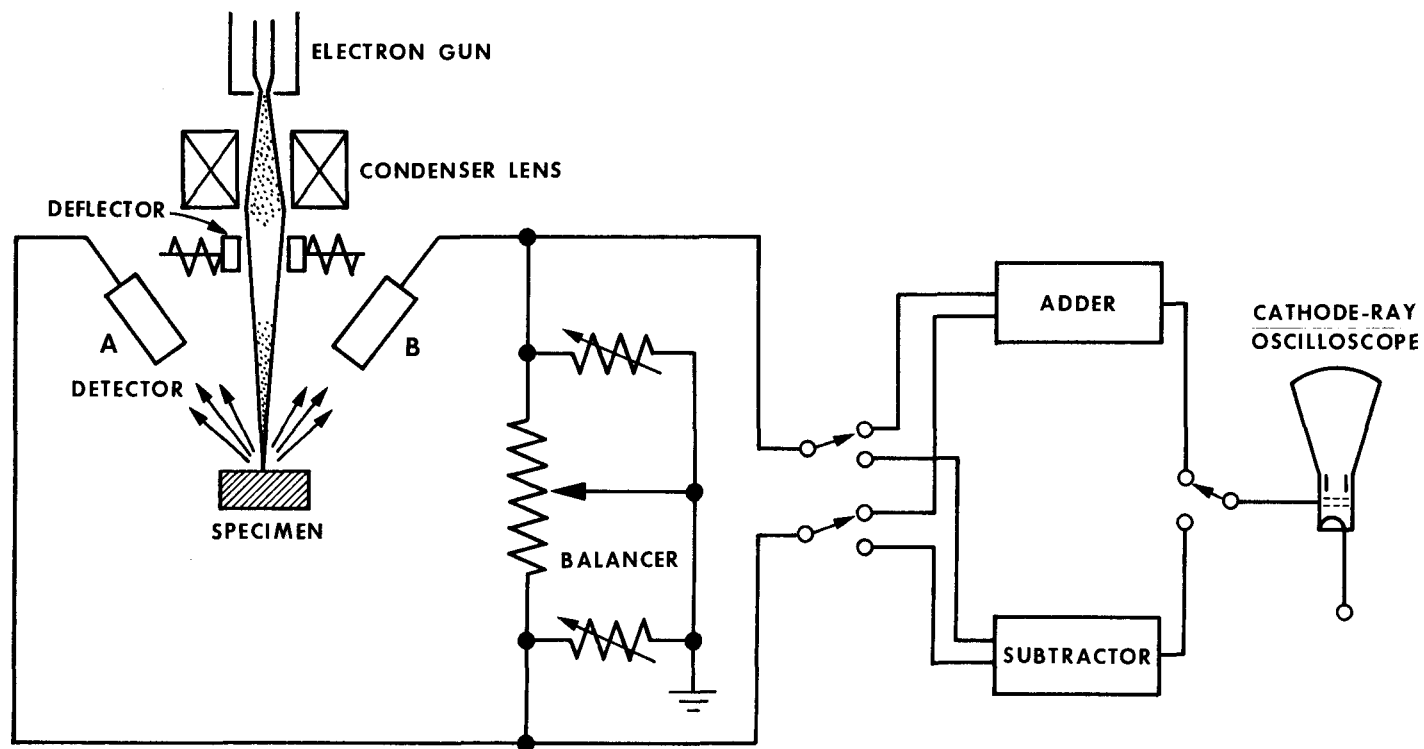 ELECTRON GUN
CONDENSER LENS
DEFLECTOR
A
B
DETECTOR
SPECIMEN
BALANCER
ADDER
SUBTRACTOR
CATHODE-RAY
OSCILLOSCOPE